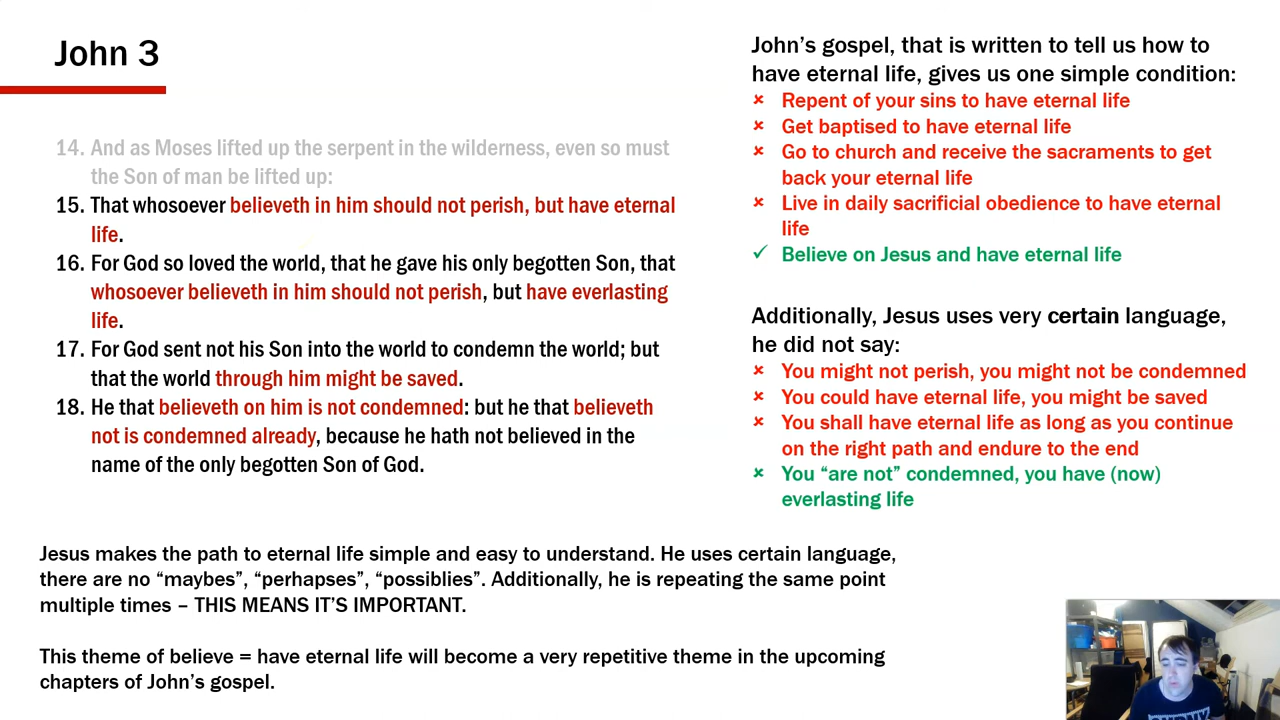 John 3
14. And as Moses lifted up the serpent in the wilderness, even so must
the Son of man be lifted up:
15. That whosoever believeth in him should not perish, but have eternal
life.
16. For God so loved the world, that he gave his only begotten Son, that
whosoever believeth in him should not perish, but have everlasting
life.
17. For God sent not his Son into the world to condemn the world; but
that the world through him might be saved.
18. He that believeth on him is not condemned: but he that believeth
not is condemned already, because he hath not believed in the
name of the only begotten Son of God.
John’s gospel, that is written to tell us how to
have eternal life, gives us one simple condition:
× Repent of your sins to have eternal life
× Get baptised to have eternal life
× Go to church and receive the sacraments to get
back your eternal life
× Live in daily sacrificial obedience to have eternal
life
✓ Believe on Jesus and have eternal life
Additionally, Jesus uses very certain language,
he did not say:
× You might not perish, you might not be condemned
× You could have eternal life, you might be saved
× You shall have eternal life as long as you continue
on the right path and endure to the end
× You “are not” condemned, you have (now)
everlasting life
Jesus makes the path to eternal life simple and easy to understand. He uses certain language,
there are no “maybes”, “perhapses”, “possiblies”. Additionally, he is repeating the same point
multiple times – THIS MEANS IT’S IMPORTANT.
This theme of believe = have eternal life will become a very repetitive theme in the upcoming
chapters of John’s gospel.